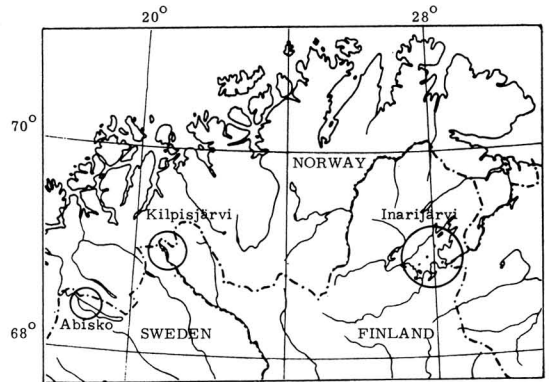 20°
28°
70°
NORWAY
Kilpisjärvi
Inarijärvi
Abisko
SWEDEN
FINLAND
68°